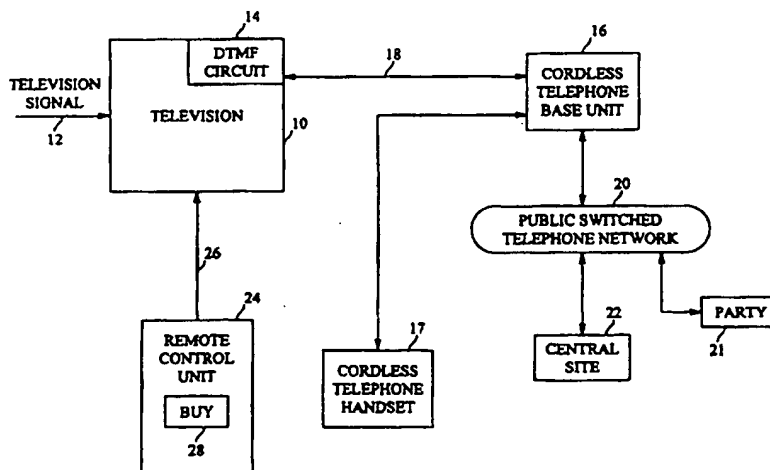 14
DTMF
CIRCUIT
TELEVISION
SIGNAL
12
TELEVISION
10
18
16
CORDLESS
TELEPHONE
BASE UNIT
20
PUBLIC SWITCHED
TELEPHONE NETWORK
26
24
REMOTE
CONTROL
UNIT
BUY
28
17
CORDLESS
TELEPHONE
HANDSET
22
CENTRAL
SITE
PARTY
21